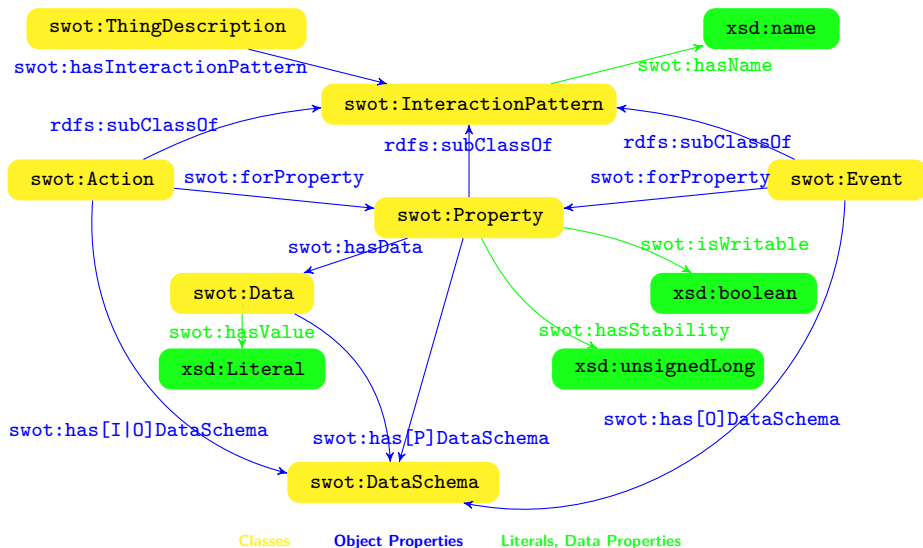 swot:ThingDescription
xsd:name
swot:hasInteractionPattern
swot:hasName
swot:InteractionPattern
rdfs:subClassOf
rdfs:subClassOf
rdfs:subClassOf
swot:Action
swot:forProperty
swot:forProperty
swot:Event
swot:Property
swot:hasData
swot:isWritable
swot:Data
xsd:boolean
swot:hasValue
swot:hasStability
xsd:Literal
xsd:unsignedLong
swot:has[I|O]DataSchema
swot:has[P]DataSchema
swot:has[O]DataSchema
swot:DataSchema
Classes
Object Properties
Literals, Data Properties